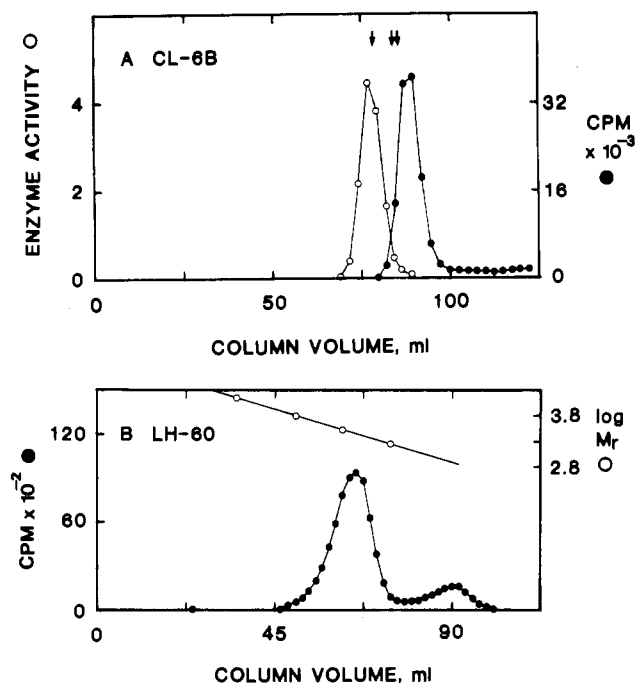 A CL-6B
ENZYME ACTIVITY O
4
2
0
32
16
0
CPM
x 10⁻³
●
0
50
100
COLUMN VOLUME, ml
B LH-60
CPM x 10⁻² ●
120
60
0
3.8
2.8
log
Mr
O
0
45
90
COLUMN VOLUME, ml